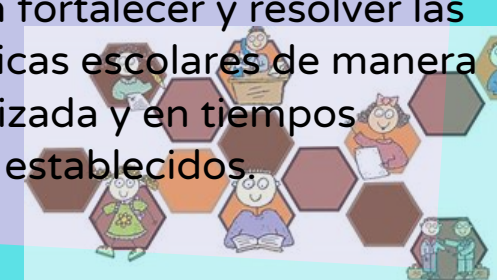 fortalecer y resolver las
icas escolares de manera
izada y en tiempos
establecidos.